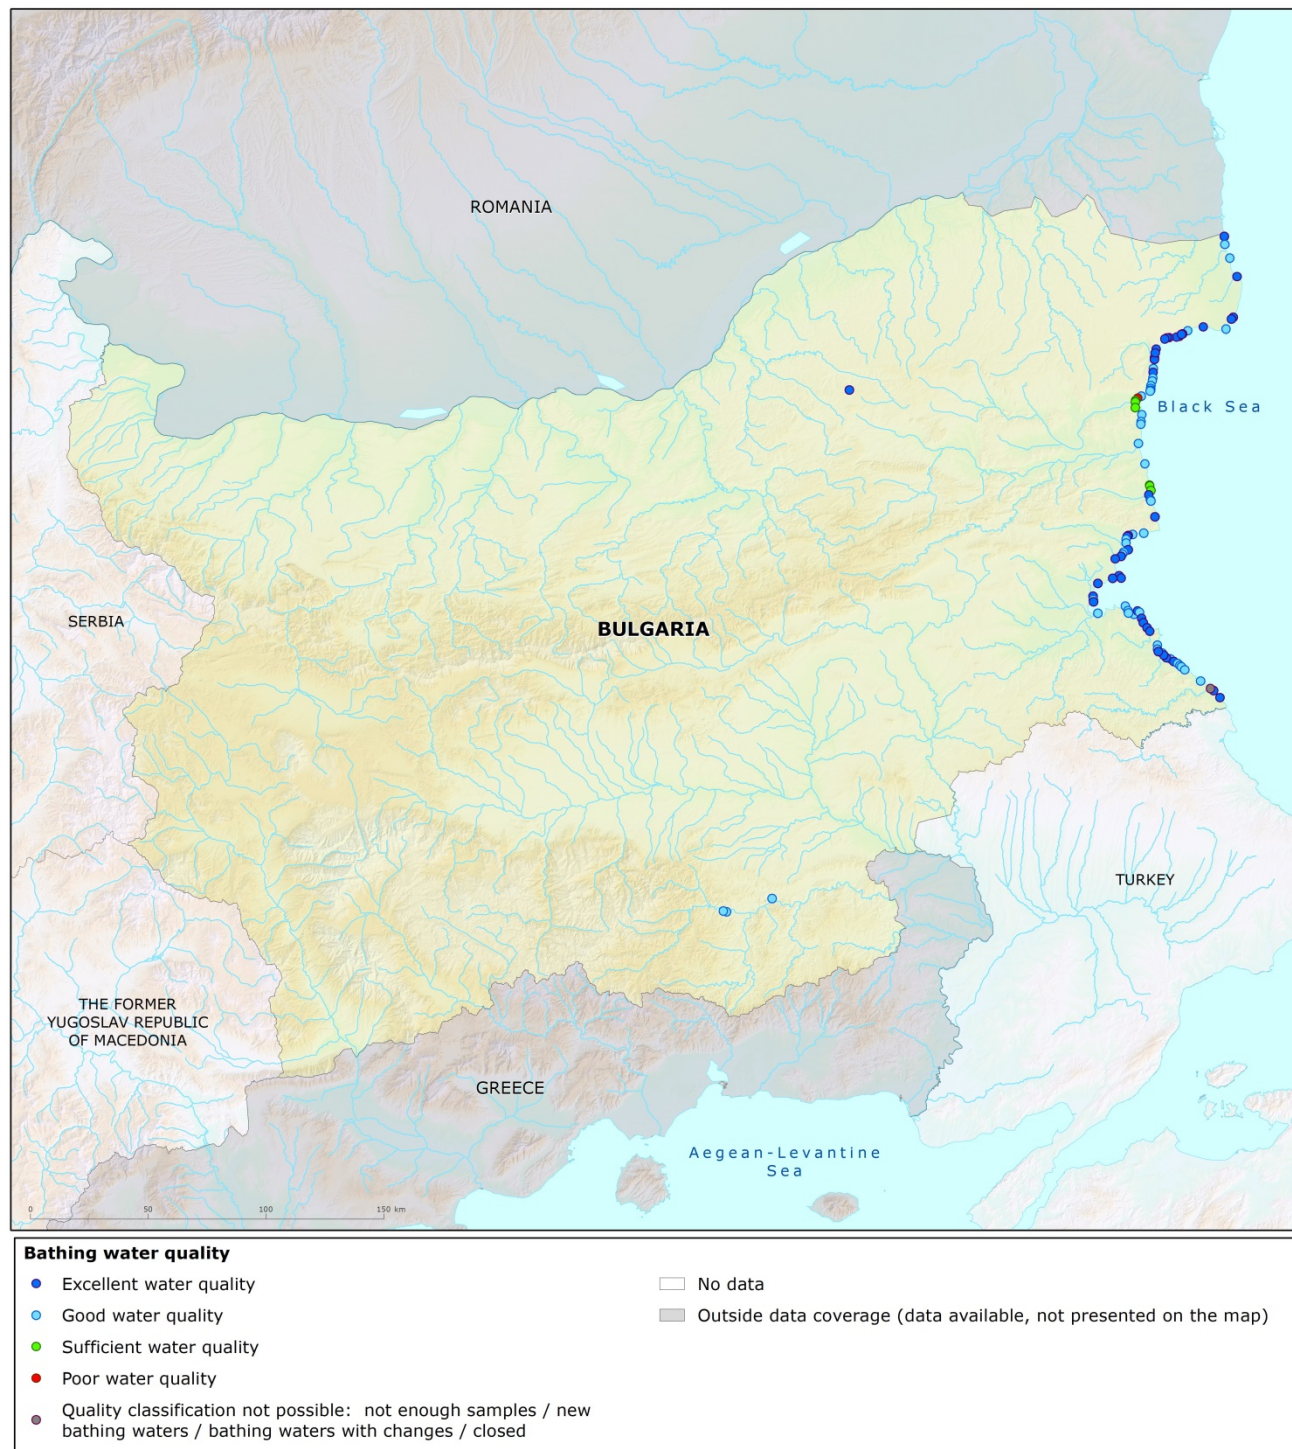 ROMANIA
Black Sea
SERBIA
BULGARIA
TURKEY
THE FORMER
YUGOSLAV REPUBLIC
OF MACEDONIA
GREECE
Aegean-Levantine
Sea
0 50 100 150 km
Bathing water quality
Excellent water quality
Good water quality
Sufficient water quality
Poor water quality
Quality classification not possible: not enough samples / new
bathing waters / bathing waters with changes / closed
No data
Outside data coverage (data available, not presented on the map)